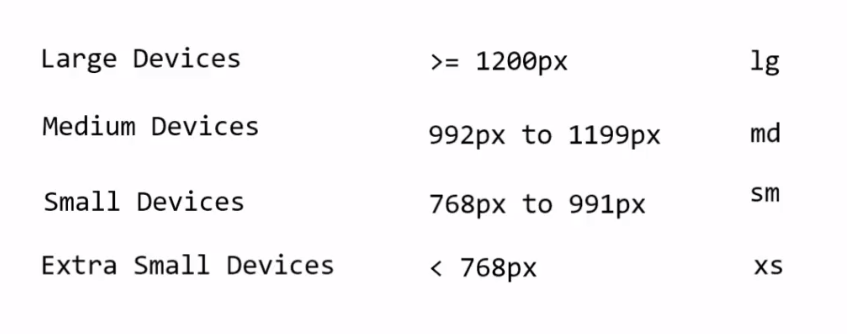 Large Devices >= 1200px lg
Medium Devices 992px to 1199px md
Small Devices 768px to 991px sm
Extra Small Devices < 768px xs